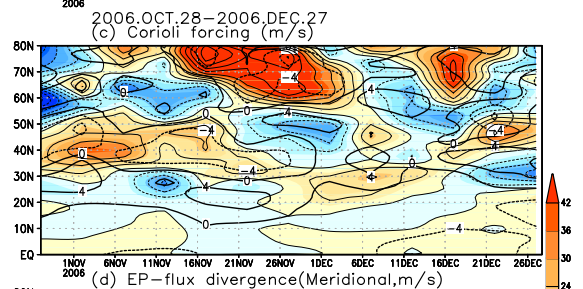 2006
2006.OCT.28-2006.DEC.27
(c) Corioli forcing (m/s)
80N
70N
60N
50N
40N
30N
20N
10N
EQ
-4
4
8
0
-0
-4
4
-4
-4
4
0
-4
0
4
4
-0
0
-4
42
36
30
24
1NOV 6NOV 11NOV 16NOV 21NOV 26NOV 1DEC 6DEC 11DEC 16DEC 21DEC 26DEC
2006
(d) EP-flux divergence(Meridional,m/s)